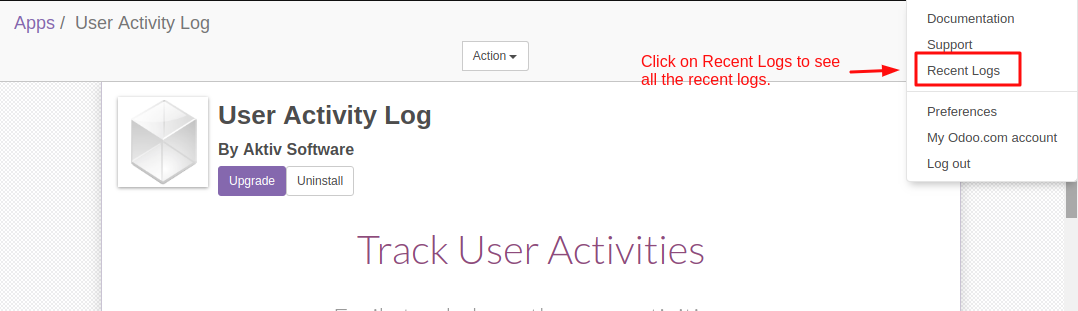 Apps / User Activity Log
Action
Documentation
Support
Recent Logs
Preferences
My Odoo.com account
Log out
Click on Recent Logs to see
all the recent logs.
User Activity Log
By Aktiv Software
Upgrade
Uninstall
Track User Activities